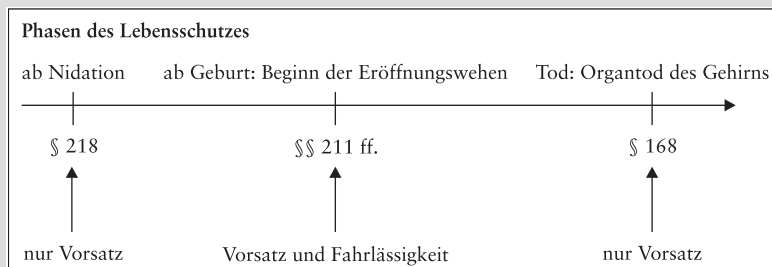 Phasen des Lebensschutzes
ab Nidation ab Geburt: Beginn der Eröffnungswehen Tod: Organtod des Gehirns
§ 218 §§ 211 ff. § 168
nur Vorsatz Vorsatz und Fahrlässigkeit nur Vorsatz